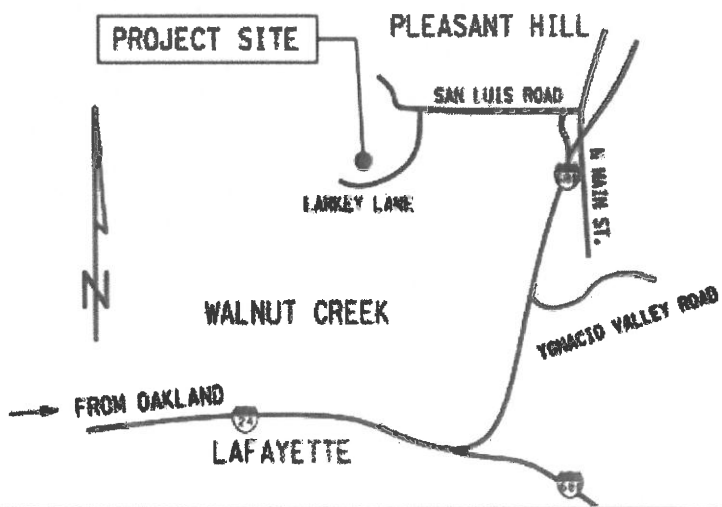 PROJECT SITE
PLEASANT HILL
SAN LUIS ROAD
N MAIN ST.
LARKEY LANE
N
WALNUT CREEK
YGNACIO VALLEY ROAD
FROM OAKLAND
24
LAFAYETTE
680